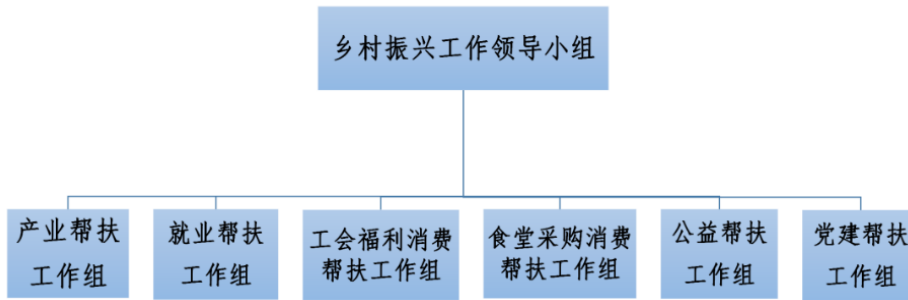 乡村振兴工作领导小组
产业帮扶
工作组
就业帮扶
工作组
工会福利消费
帮扶工作组
食堂采购消费
帮扶工作组
公益帮扶
工作组
党建帮扶
工作组